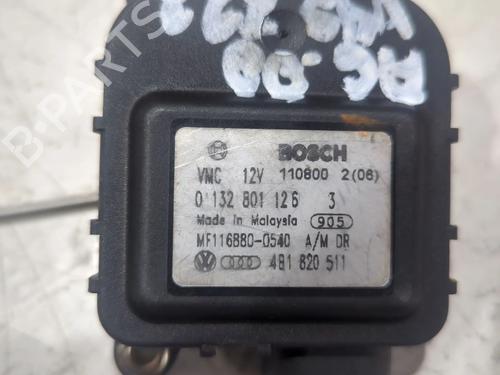 BOSCH
VMC 12V 110800 2(06)
0 132 801 126 3
Made in Malaysia 905
MF116880-0540 A/M DR
4B1 820 511
B-PARTS